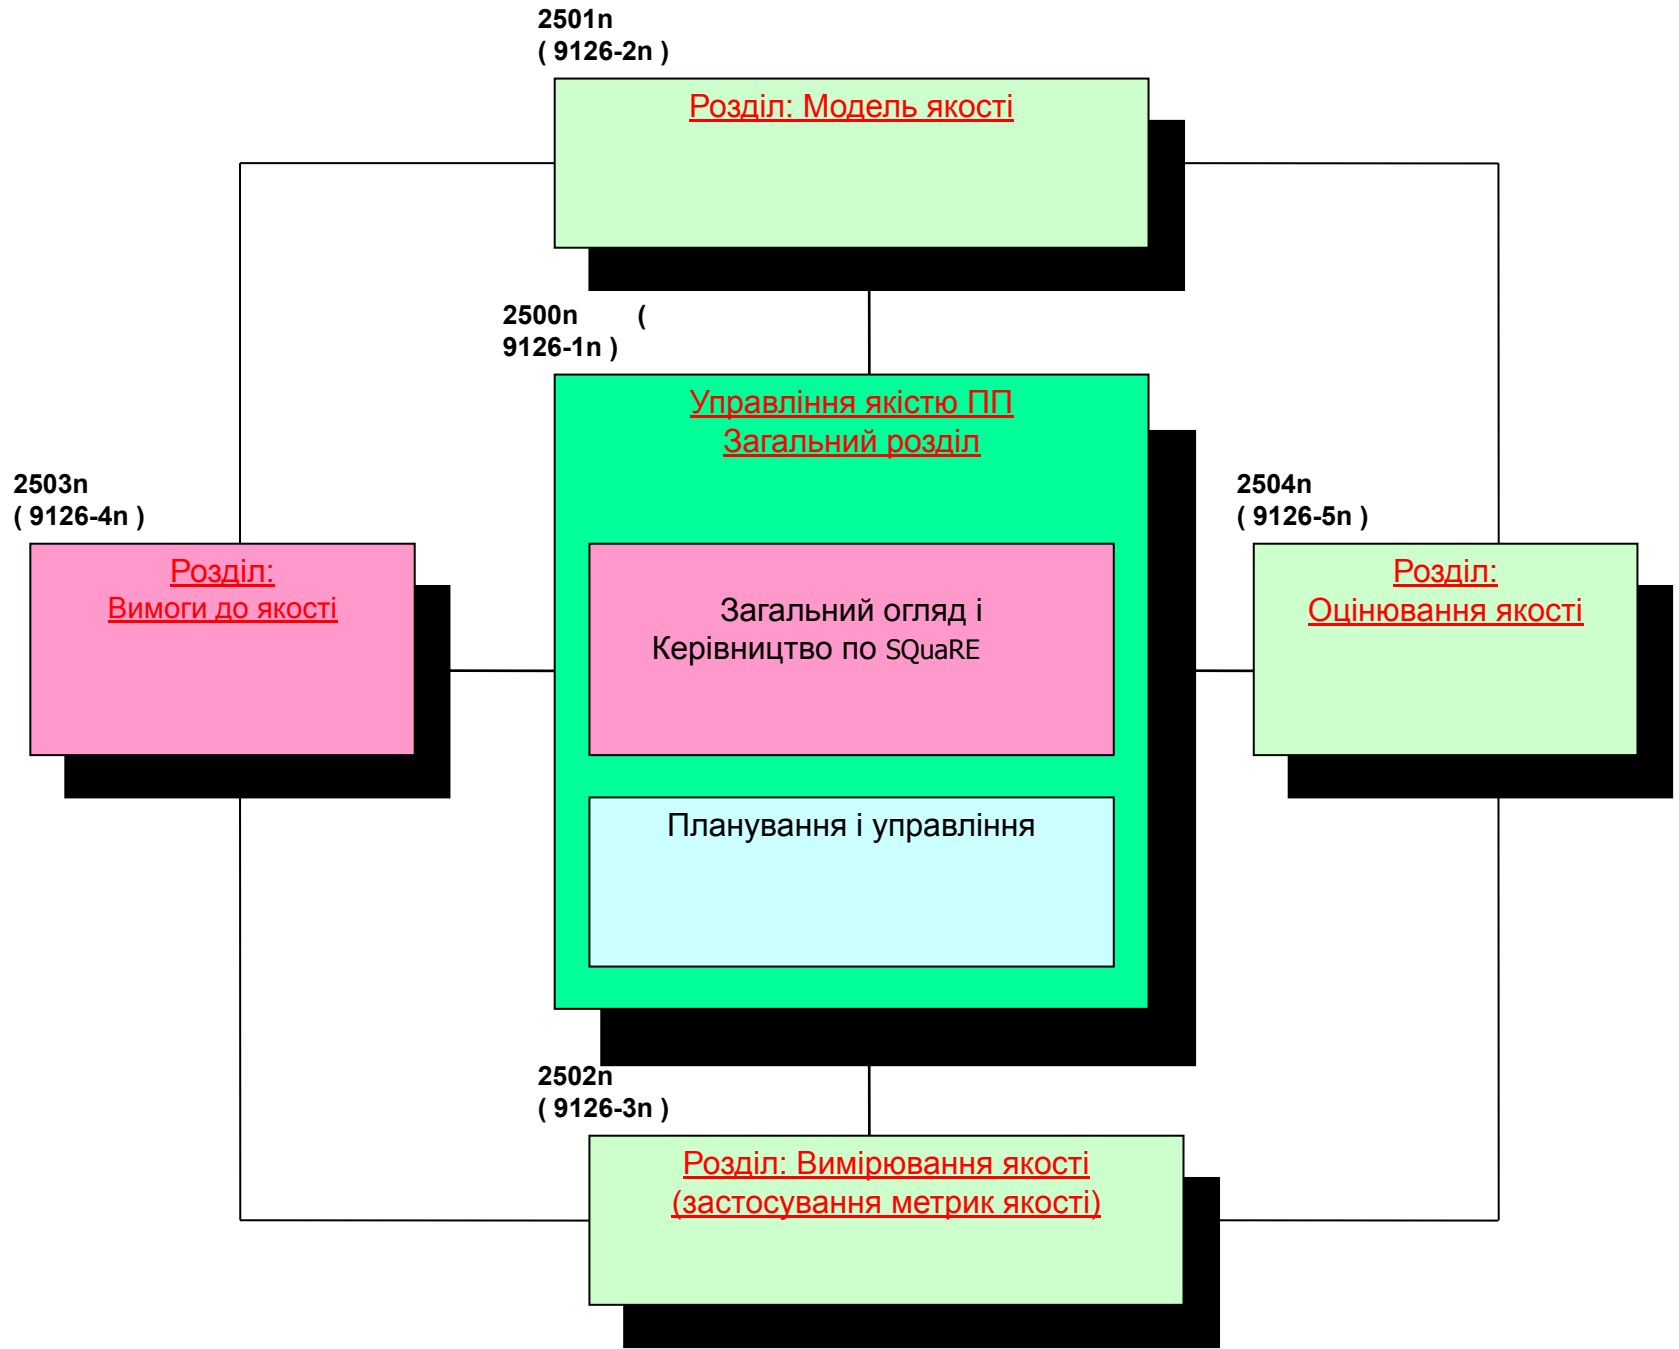 2501n
( 9126-2n )
Розділ: Модель якості
2500n (
9126-1n )
Управління якістю ПП
Загальний розділ
2503n
( 9126-4n )
Розділ:
Вимоги до якості
Загальний огляд і
Керівництво по SQuaRE
2504n
( 9126-5n )
Розділ:
Оцінювання якості
Планування і управління
2502n
( 9126-3n )
Розділ: Вимірювання якості
(застосування метрик якості)